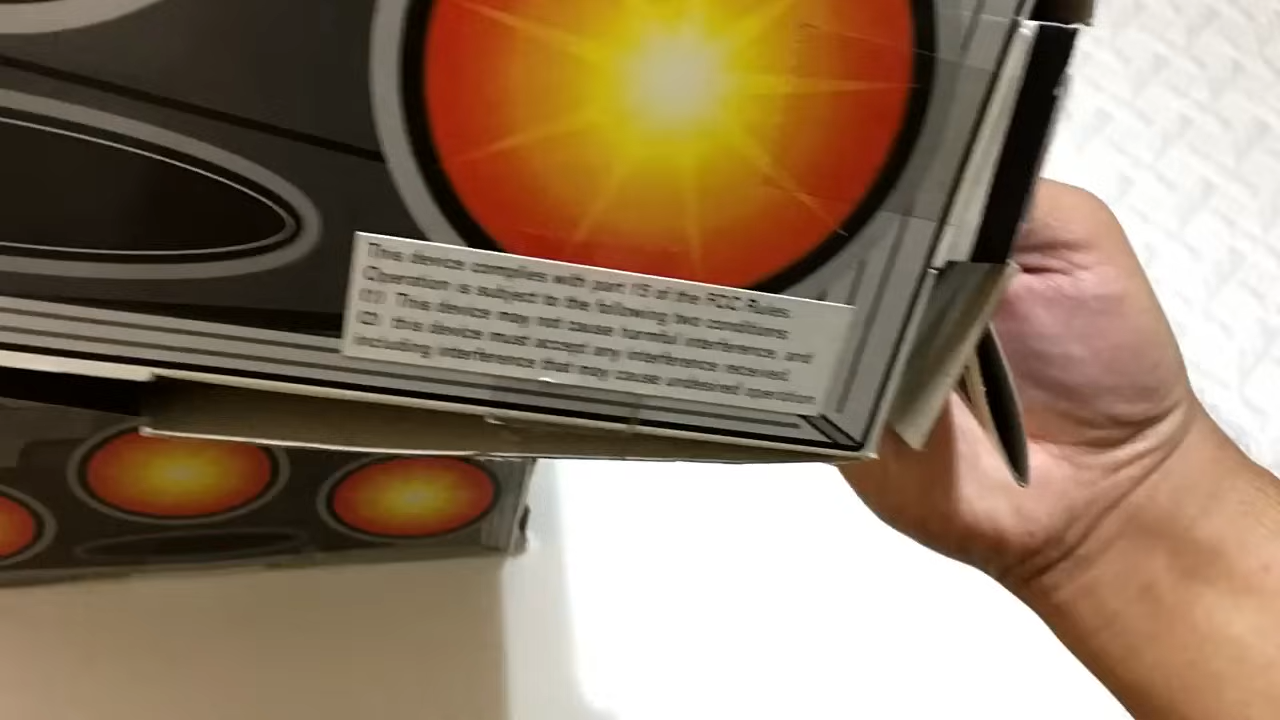 This device complies with part 15 of the FCC Rules.
Operation is subject to the following two conditions:
(1) This device may not cause harmful interference, and
(2) this device must accept any interference received,
including interference that may cause undesired operation